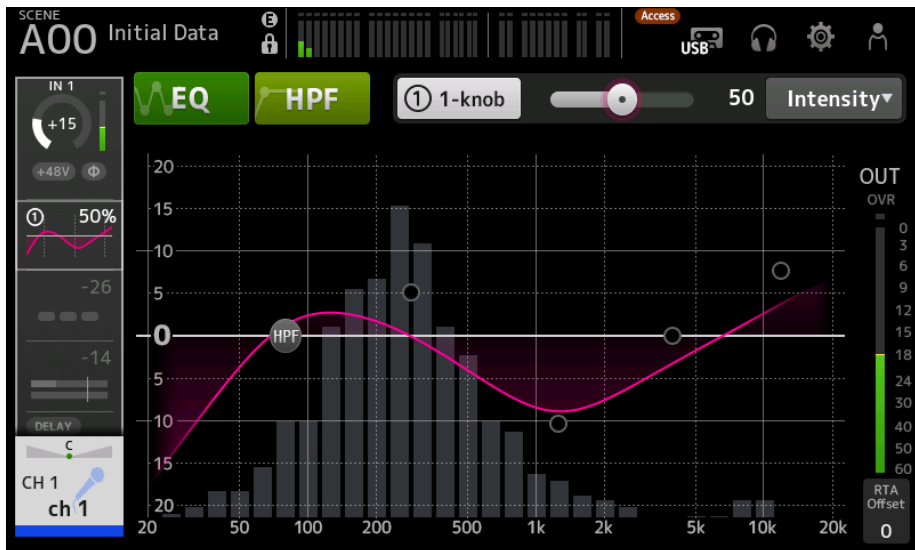 SCENE
A00 Initial Data
E
Access
USB
IN 1
+15
+48V Φ
1 50%
-26
-14
DELAY
C
CH 1
ch 1
EQ
HPF
1 1-knob
50
Intensity▾
20
15
10
5
0
5
10
15
20
HPF
20 50 100 200 500 1k 2k 5k 10k 20k
OUT
OVR
0
3
6
9
12
15
18
24
30
40
50
60
RTA
Offset
0